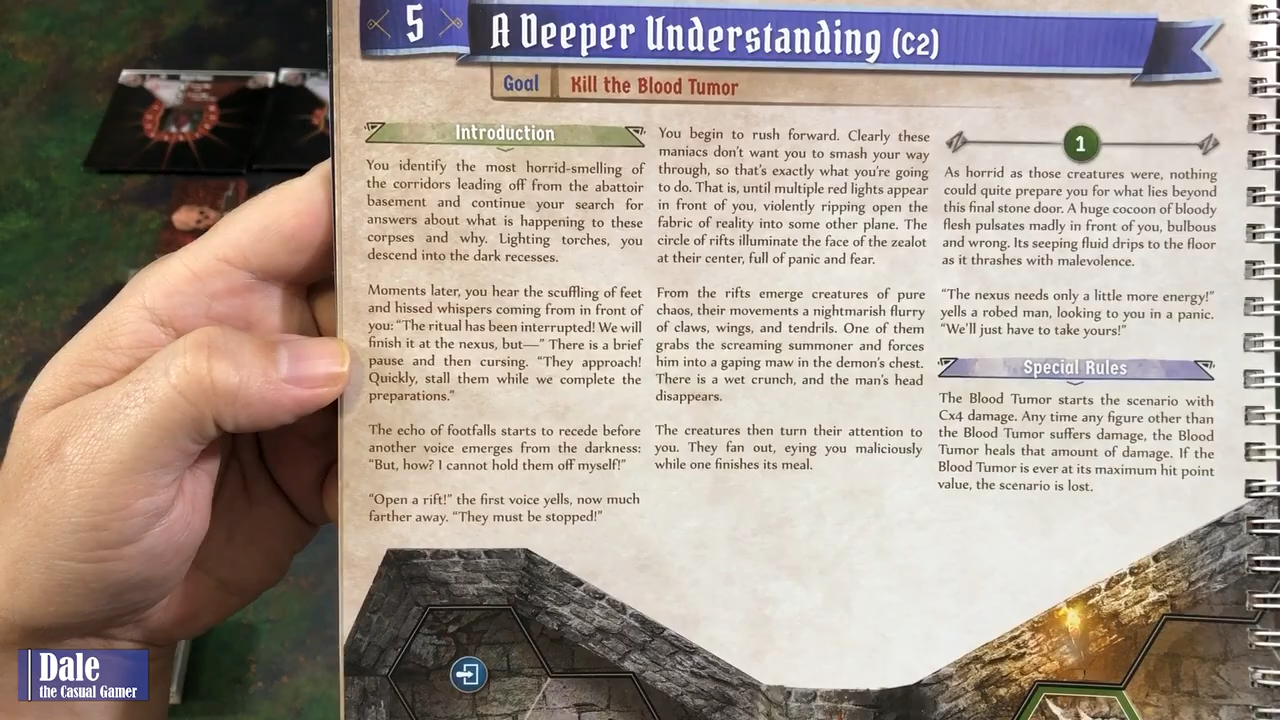 5
A Deeper Understanding (C2)
Goal
Kill the Blood Tumor
Introduction
You identify the most horrid-smelling of
the corridors leading off from the abattoir
basement and continue your search for
answers about what is happening to these
corpses and why. Lighting torches, you
descend into the dark recesses.
Moments later, you hear the scuffling of feet
and hissed whispers coming from in front of
you: “The ritual has been interrupted! We will
finish it at the nexus, but—” There is a brief
pause and then cursing. “They approach!
Quickly, stall them while we complete the
preparations.”
The echo of footfalls starts to recede before
another voice emerges from the darkness:
“But, how? I cannot hold them off myself!”
“Open a rift!” the first voice yells, now much
farther away. “They must be stopped!”
You begin to rush forward. Clearly these
maniacs don’t want you to smash your way
through, so that’s exactly what you’re going
to do. That is, until multiple red lights appear
in front of you, violently ripping open the
fabric of reality into some other plane. The
circle of rifts illuminate the face of the zealot
at their center, full of panic and fear.
From the rifts emerge creatures of pure
chaos, their movements a nightmarish flurry
of claws, wings, and tendrils. One of them
grabs the screaming summoner and forces
him into a gaping maw in the demon’s chest.
There is a wet crunch, and the man’s head
disappears.
The creatures then turn their attention to
you. They fan out, eying you maliciously
while one finishes its meal.
1
As horrid as those creatures were, nothing
could quite prepare you for what lies beyond
this final stone door. A huge cocoon of bloody
flesh pulsates madly in front of you, bulbous
and wrong. Its seeping fluid drips to the floor
as it thrashes with malevolence.
“The nexus needs only a little more energy!”
yells a robed man, looking to you in a panic.
“We’ll just have to take yours!”
Special Rules
The Blood Tumor starts the scenario with
Cx4 damage. Any time any figure other than
the Blood Tumor suffers damage, the Blood
Tumor heals that amount of damage. If the
Blood Tumor is ever at its maximum hit point
value, the scenario is lost.
Dale
the Casual Gamer